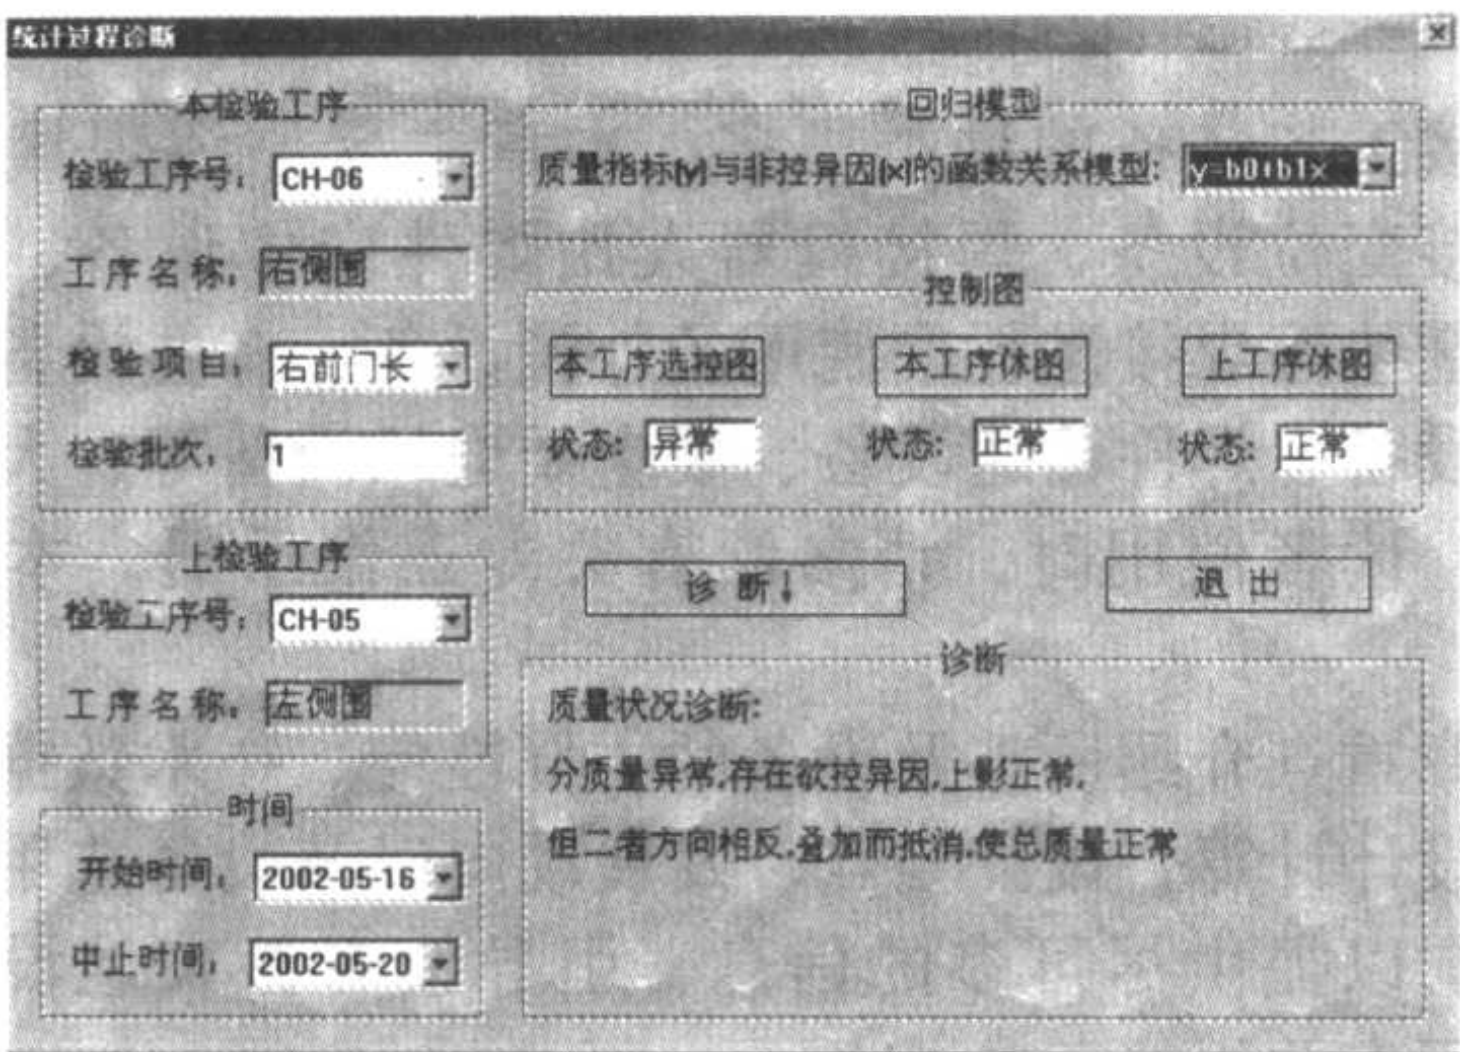 统计过程诊断
本检验工序
检验工序号: CH-06
工序名称: 右侧围
检验项目: 右前门长
检验批次: 1
上检验工序
检验工序号: CH-05
工序名称: 左侧围
时间
开始时间: 2002-05-16
中止时间: 2002-05-20
回归模型
质量指标(y)与非控异因(x)的函数关系模型: y=b0+b1x
控制图
本工序选控图 本工序休图 上工序休图
状态: 异常 状态: 正常 状态: 正常
诊断! 退出
诊断
质量状况诊断:
分质量异常,存在欲控异因,上影正常,
但二者方向相反,叠加而抵消,使总质量正常